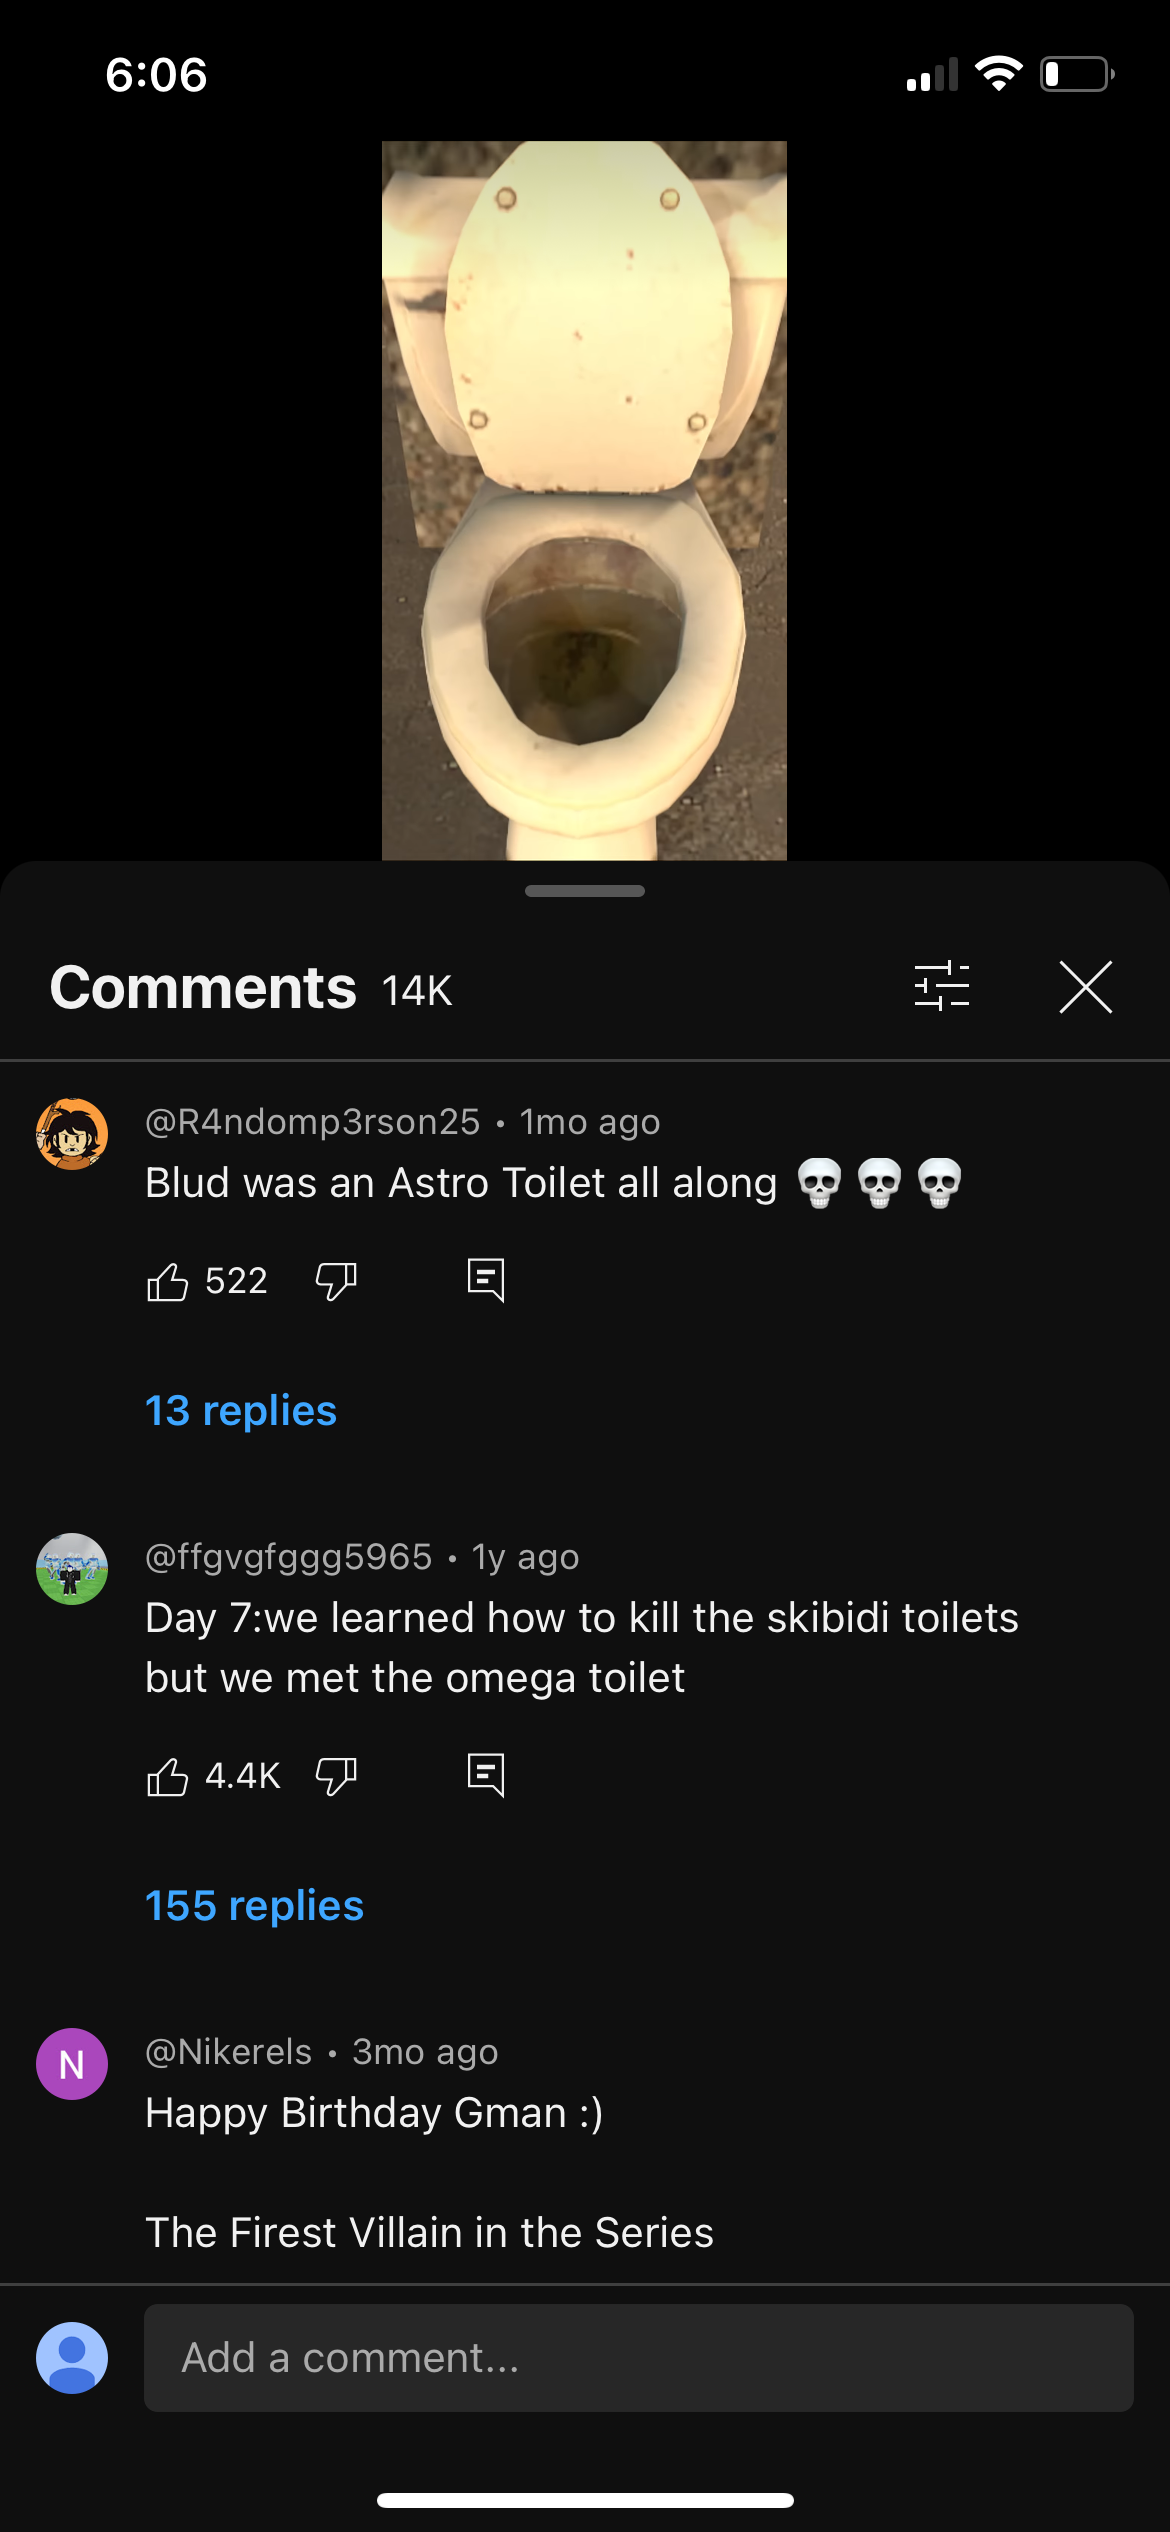 6:06
Comments 14K
@R4ndomp3rson25 • 1mo ago
Blud was an Astro Toilet all along 💀💀💀
522
13 replies
@ffgvgfggg5965 • 1y ago
Day 7:we learned how to kill the skibidi toilets
but we met the omega toilet
4.4K
155 replies
N
@Nikerels • 3mo ago
Happy Birthday Gman :)
The Firest Villain in the Series
Add a comment...